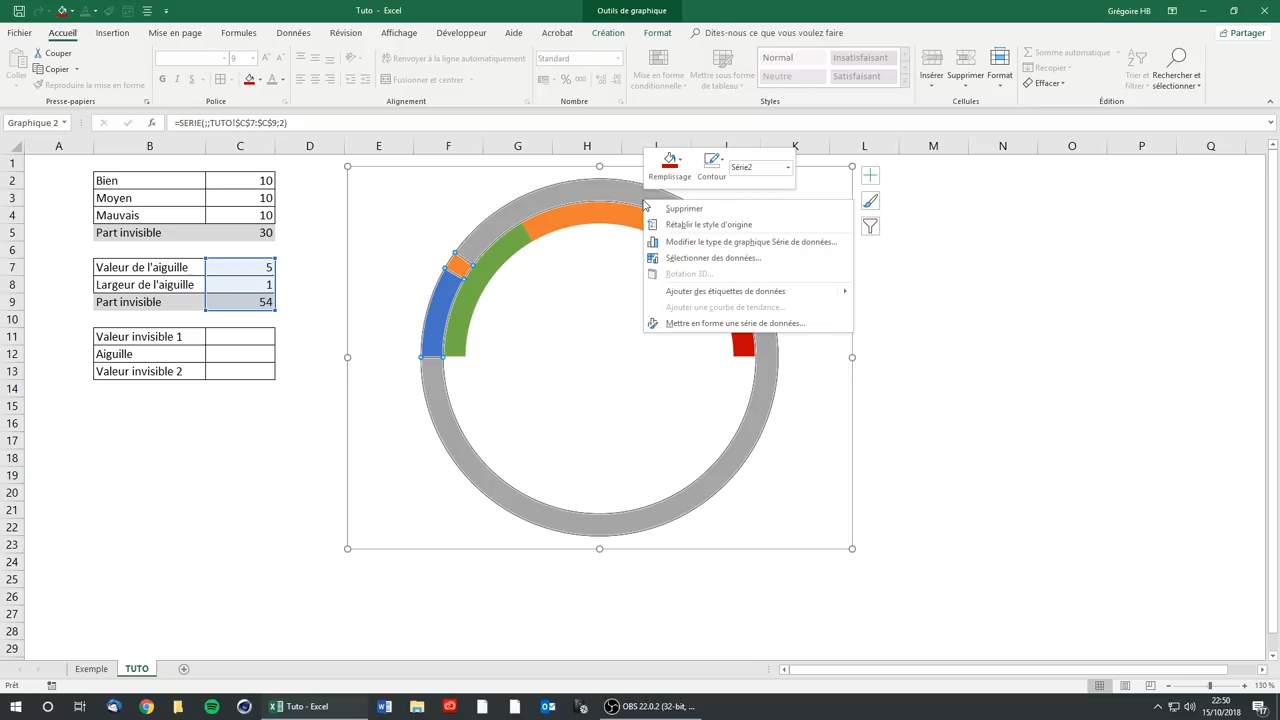 Tuto - Excel
Outils de graphique
Grégoire HB
Fichier Accueil Insertion Mise en page Formules Données Révision Affichage Développeur Aide Acrobat Création Format Dites-nous ce que vous voulez faire Partager
Coller
Couper
Copier
Reproduire la mise en forme
Presse-papiers
G I S
Police
Renvoyer à la ligne automatiquement
Fusionner et centrer
Alignement
Standard
% 000
Nombre
Mise en forme conditionnelle
Mettre sous forme de tableau
Normal Insatisfaisant
Neutre Satisfaisant
Styles
Insérer Supprimer Format
Cellules
Somme automatique
Recopier
Effacer
Trier et filtrer
Rechercher et sélectionner
Édition
Graphique 2
fx =SERIE(;;TUTO!$C$7:$C$9;2)
A B C D E F G H I J K L M N O P Q
1
2 Bien 10
3 Moyen 10
4 Mauvais 10
5 Part invisible 30
6
7 Valeur de l'aiguille 5
8 Largeur de l'aiguille 1
9 Part invisible 54
10
11 Valeur invisible 1
12 Aiguille
13 Valeur invisible 2
14
15
16
17
18
19
20
21
22
23
24
25
26
27
28
29
Remplissage Contour Série2
Supprimer
Rétablir le style d'origine
Modifier le type de graphique Série de données...
Sélectionner des données...
Rotation 3D...
Ajouter des étiquettes de données
Ajouter une courbe de tendance...
Mettre en forme une série de données...
Exemple TUTO
Prêt
130 %
Tuto - Excel
OBS 22.0.2 (32-bit, ...
22:50
15/10/2018
17